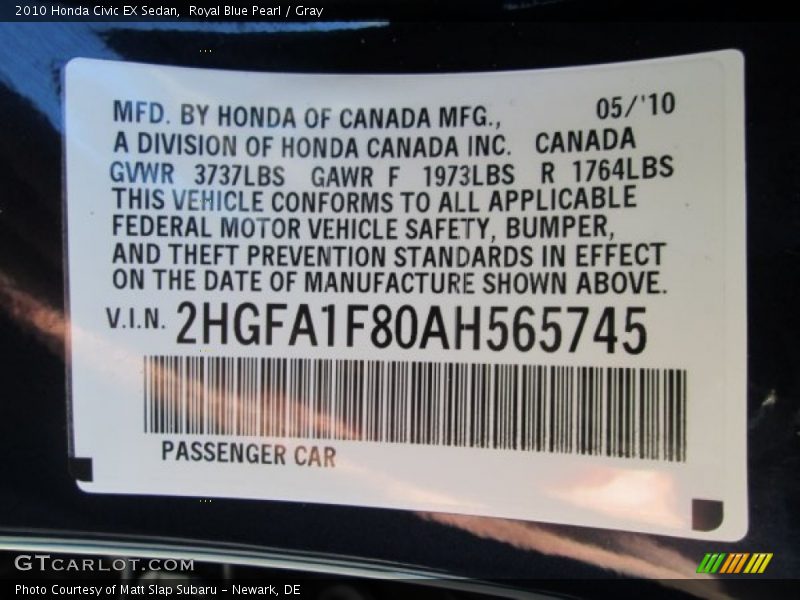 2010 Honda Civic EX Sedan,  Royal Blue Pearl / Gray
MFD. BY HONDA OF CANADA MFG., 05/'10
A DIVISION OF HONDA CANADA INC. CANADA
GVWR 3737LBS GAWR F 1973LBS R 1764LBS
THIS VEHICLE CONFORMS TO ALL APPLICABLE
FEDERAL MOTOR VEHICLE SAFETY, BUMPER,
AND THEFT PREVENTION STANDARDS IN EFFECT
ON THE DATE OF MANUFACTURE SHOWN ABOVE.
V.I.N. 2HGFA1F80AH565745
PASSENGER CAR
GTCARLOT.COM
Photo Courtesy of Matt Slap Subaru - Newark, DE